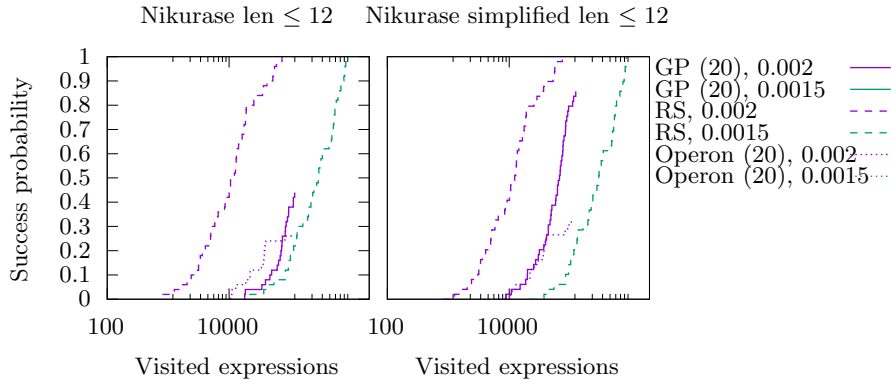 Nikurase len ≤ 12
Nikurase simplified len ≤ 12
Success probability
1
0.9
0.8
0.7
0.6
0.5
0.4
0.3
0.2
0.1
0
100
10000
Visited expressions
100
10000
Visited expressions
GP (20), 0.002
GP (20), 0.0015
RS, 0.002
RS, 0.0015
Operon (20), 0.002
Operon (20), 0.0015